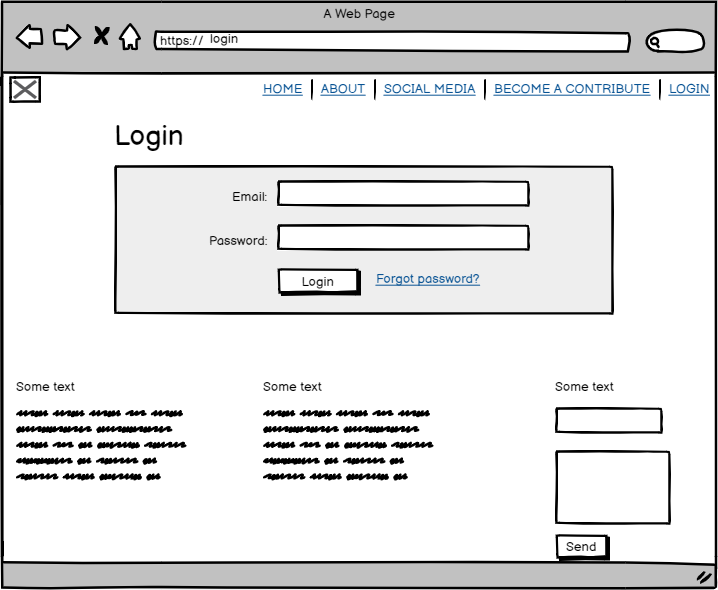 A Web Page
https:// login
HOME ABOUT SOCIAL MEDIA BECOME A CONTRIBUTE LOGIN
Login
Email:
Password:
Login Forgot password?
Some text Some text Some text
Send